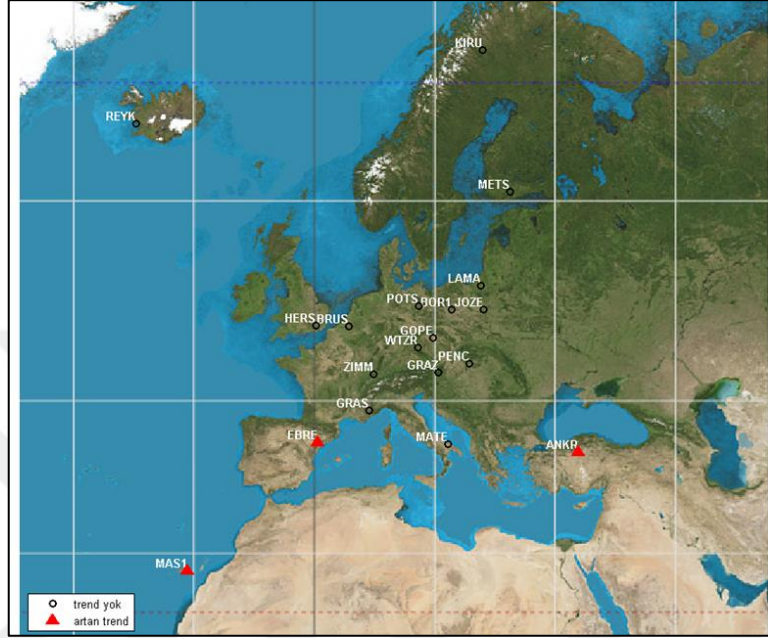 KIRU
REYK
METS
LAMA
POTS BOR1 JOZE
HERS BRUS
GOPE
WTZR
PENC
ZIMM GRAZ
GRAS
EBRE MATE
ANKR
MAS1
trend yok
artan trend